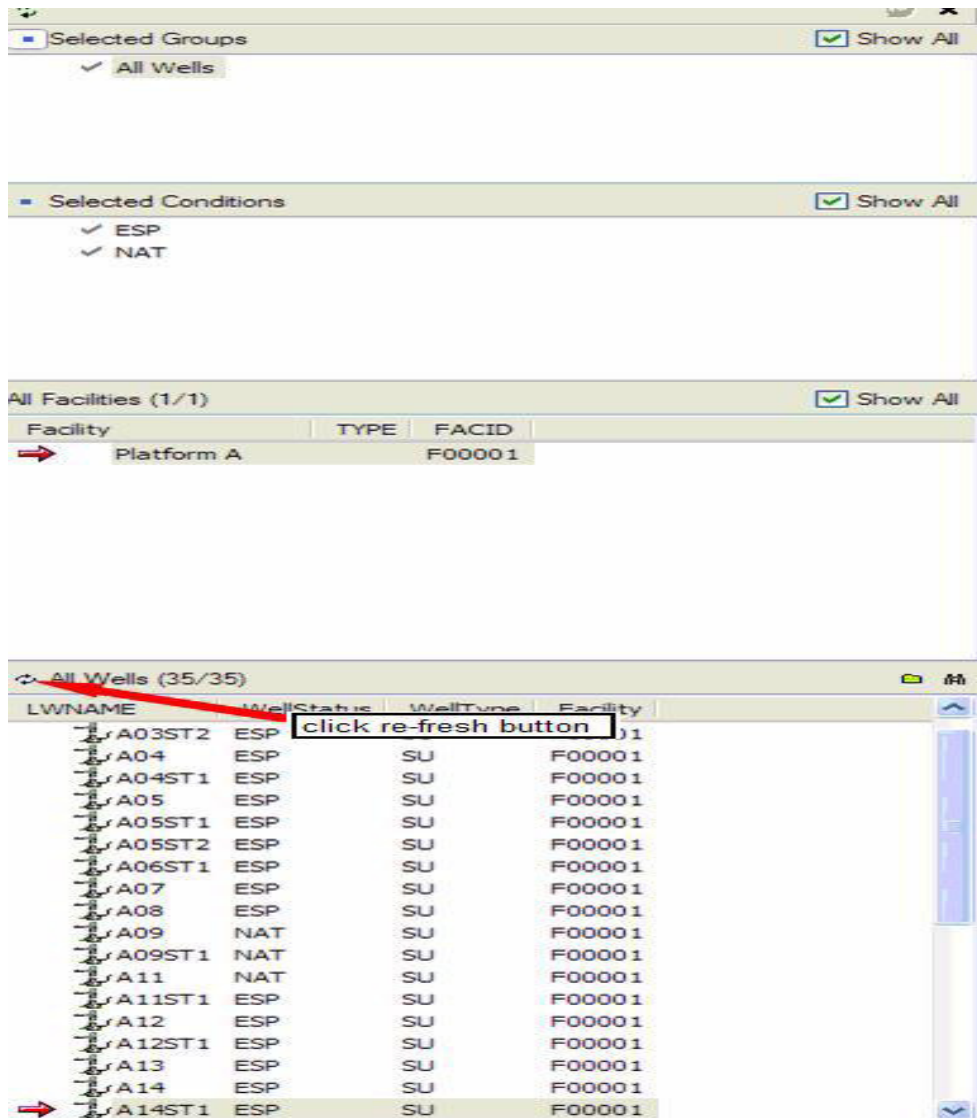 Selected Groups Show All
All Wells
Selected Conditions Show All
ESP
NAT
All Facilities (1/1) Show All
Facility TYPE FACID
Platform A F00001
All Wells (35/35)
LWNAME WellStatus WellType Facility
click re-fresh button
A03ST2 ESP
A04 ESP SU F00001
A04ST1 ESP SU F00001
A05 ESP SU F00001
A05ST1 ESP SU F00001
A05ST2 ESP SU F00001
A06ST1 ESP SU F00001
A07 ESP SU F00001
A08 ESP SU F00001
A09 NAT SU F00001
A09ST1 NAT SU F00001
A11 NAT SU F00001
A11ST1 ESP SU F00001
A12 ESP SU F00001
A12ST1 ESP SU F00001
A13 ESP SU F00001
A14 ESP SU F00001
A14ST1 ESP SU F00001